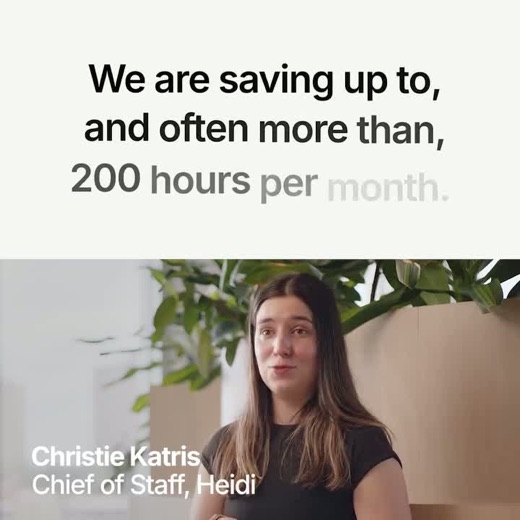 We are saving up to,
and often more than,
200 hours per month.
Christie Katris
Chief of Staff, Heidi